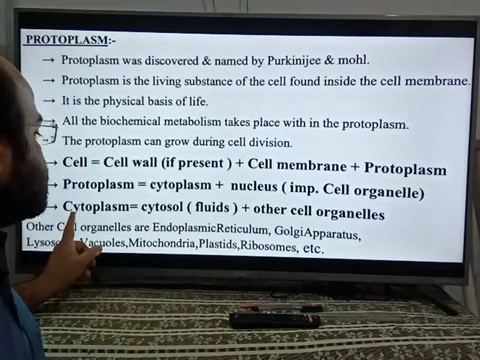 PROTOPLASM:-
→ Protoplasm was discovered & named by Purkinijee & mohl.
→ Protoplasm is the living substance of the cell found inside the cell membrane.
→ It is the physical basis of life.
→ All the biochemical metabolism takes place with in the protoplasm.
The protoplasm can grow during cell division.
→ Cell = Cell wall (if present ) + Cell membrane + Protoplasm
→ Protoplasm = cytoplasm + nucleus ( imp. Cell organelle)
→ Cytoplasm= cytosol ( fluids ) + other cell organelles
Other Cell organelles are EndoplasmicReticulum, GolgiApparatus,
Vacuoles,Mitochondria,Plastids,Ribosomes, etc.